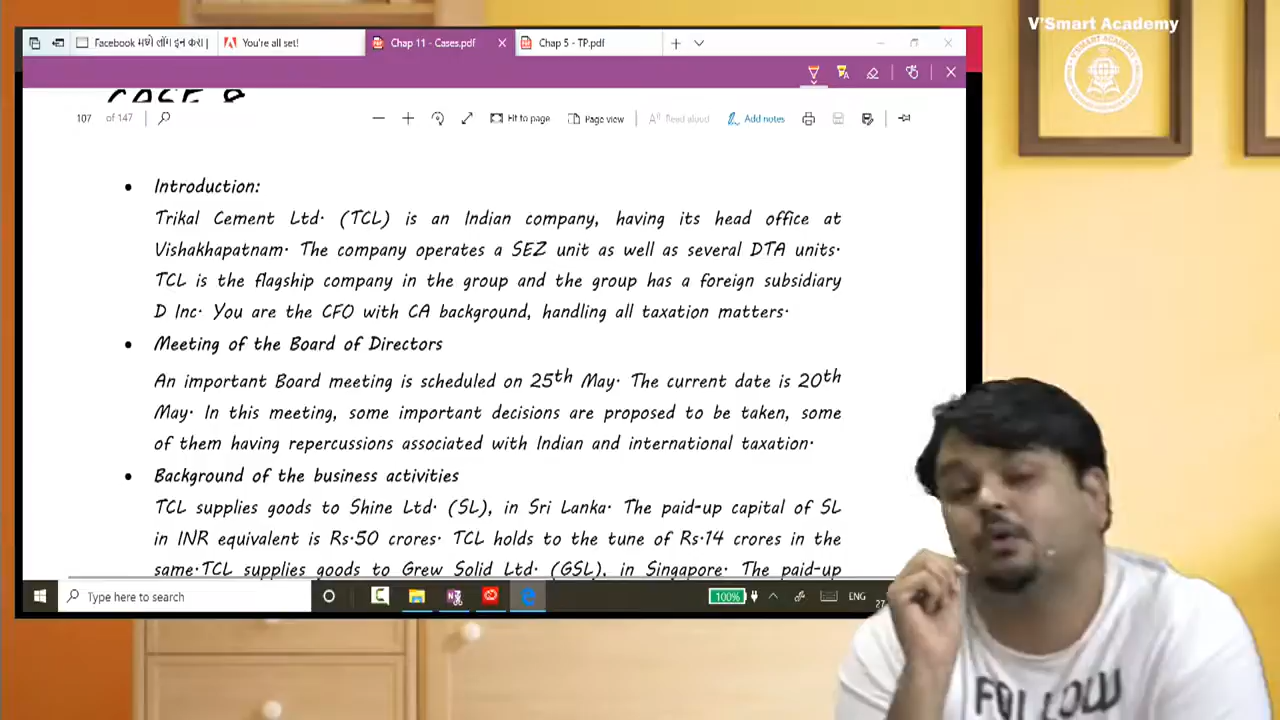 V'Smart Academy
Facebook मध्ये लॉग इन करा |
You're all set!
Chap 11 - Cases.pdf
Chap 5 - TP.pdf
CASE 8
107 of 147
Fit to page
Page view
Read aloud
Add notes
• Introduction:
Trikal Cement Ltd. (TCL) is an Indian company, having its head office at
Vishakhapatnam. The company operates a SEZ unit as well as several DTA units.
TCL is the flagship company in the group and the group has a foreign subsidiary
D Inc. You are the CFO with CA background, handling all taxation matters.
• Meeting of the Board of Directors
An important Board meeting is scheduled on 25th May. The current date is 20th
May. In this meeting, some important decisions are proposed to be taken, some
of them having repercussions associated with Indian and international taxation.
• Background of the business activities
TCL supplies goods to Shine Ltd. (SL), in Sri Lanka. The paid-up capital of SL
in INR equivalent is Rs.50 crores. TCL holds to the tune of Rs.14 crores in the
same.TCL supplies goods to Grew Solid Ltd. (GSL), in Singapore. The paid-up
Type here to search
100%
ENG
27
FOLLOW